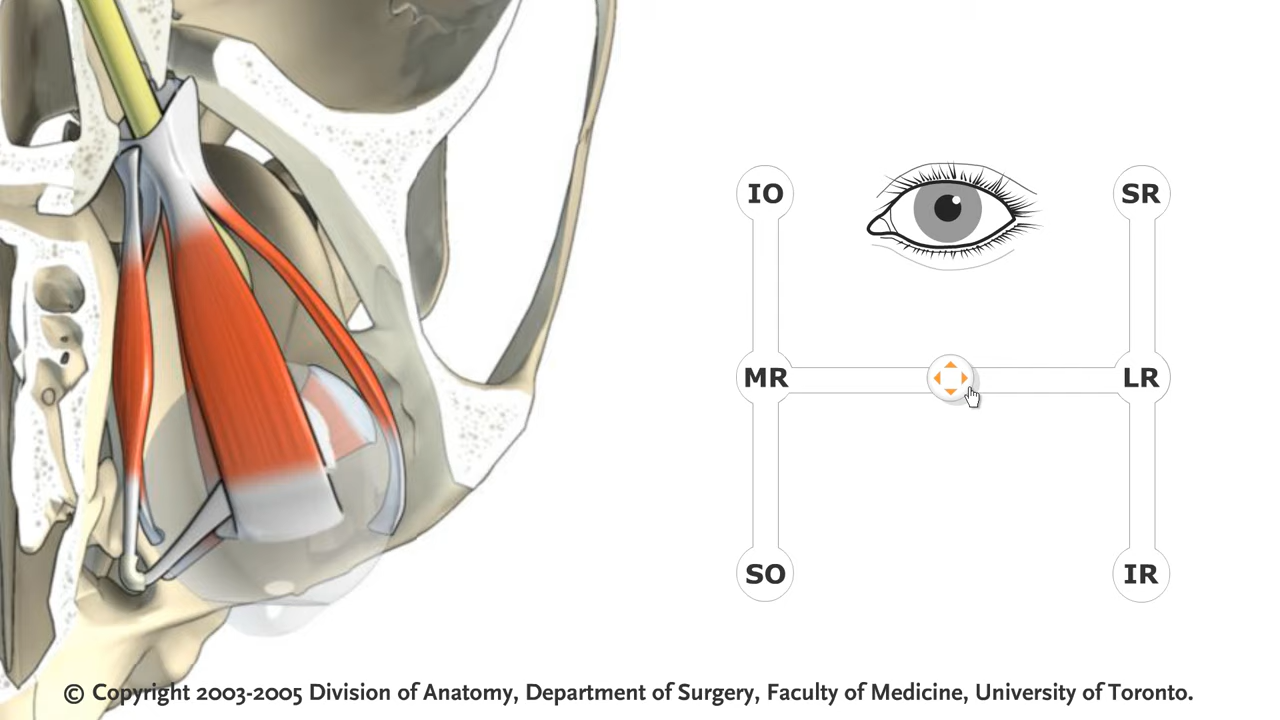 IO
SR
MR
LR
SO
IR
© Copyright 2003-2005 Division of Anatomy, Department of Surgery, Faculty of Medicine, University of Toronto.